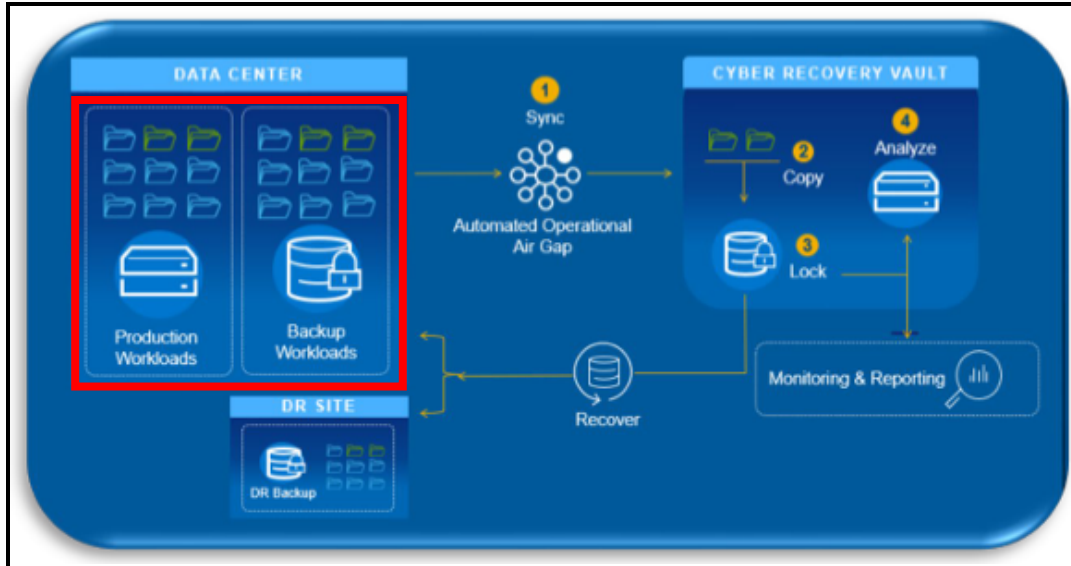 DATA CENTER
Production
Workloads
Backup
Workloads
DR SITE
DR Backup
1
Sync
Automated Operational
Air Gap
Recover
CYBER RECOVERY VAULT
2
Copy
3
Lock
4
Analyze
Monitoring & Reporting